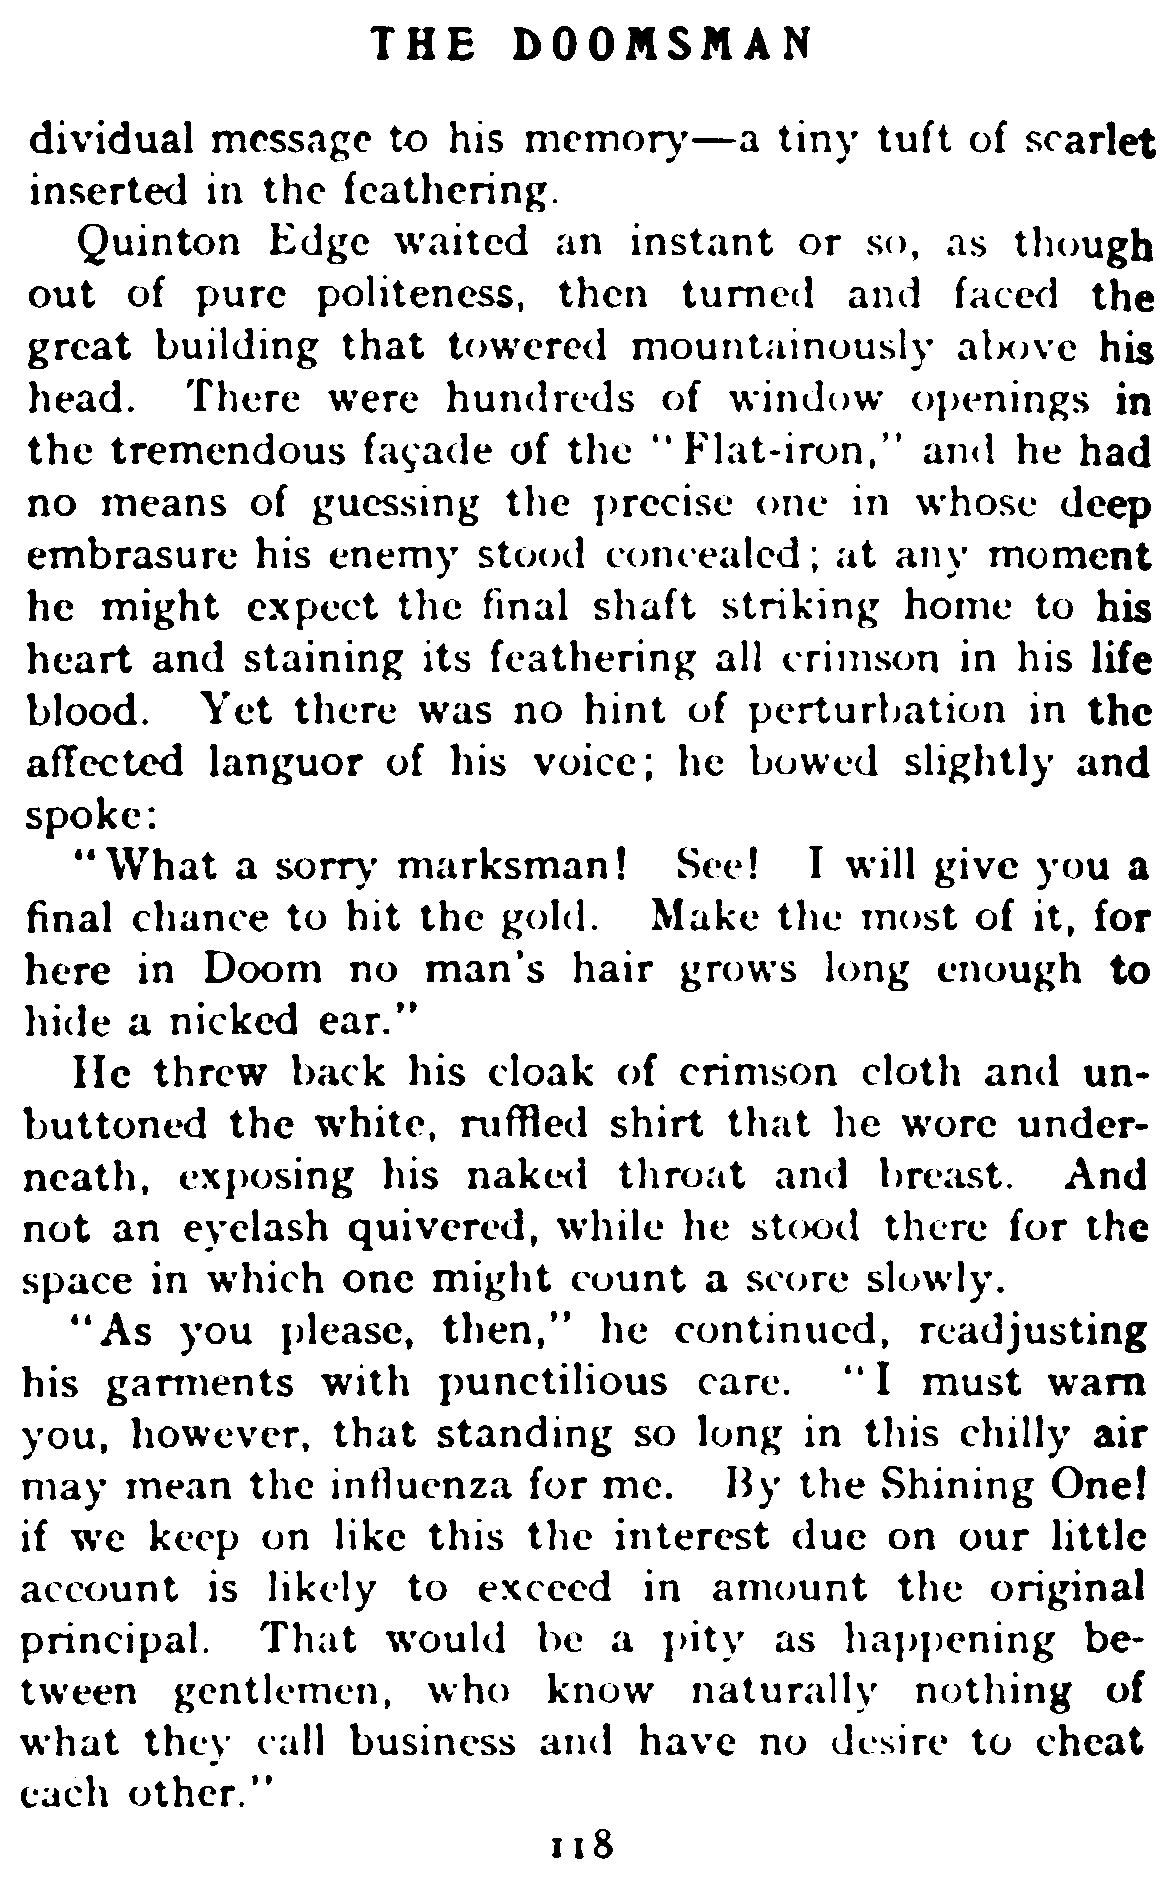 THE DOOMSMAN
dividual message to his memory—a tiny tuft of scarlet
inserted in the feathering.
Quinton Edge waited an instant or so, as though
out of pure politeness, then turned and faced the
great building that towered mountainously above his
head. There were hundreds of window openings in
the tremendous façade of the "Flat-iron," and he had
no means of guessing the precise one in whose deep
embrasure his enemy stood concealed; at any moment
he might expect the final shaft striking home to his
heart and staining its feathering all crimson in his life
blood. Yet there was no hint of perturbation in the
affected languor of his voice; he bowed slightly and
spoke:
"What a sorry marksman! See! I will give you a
final chance to hit the gold. Make the most of it, for
here in Doom no man's hair grows long enough to
hide a nicked ear."
He threw back his cloak of crimson cloth and un-
buttoned the white, ruffled shirt that he wore under-
neath, exposing his naked throat and breast. And
not an eyelash quivered, while he stood there for the
space in which one might count a score slowly.
"As you please, then," he continued, readjusting
his garments with punctilious care. "I must warn
you, however, that standing so long in this chilly air
may mean the influenza for me. By the Shining One!
if we keep on like this the interest due on our little
account is likely to exceed in amount the original
principal. That would be a pity as happening be-
tween gentlemen, who know naturally nothing of
what they call business and have no desire to cheat
each other."
118